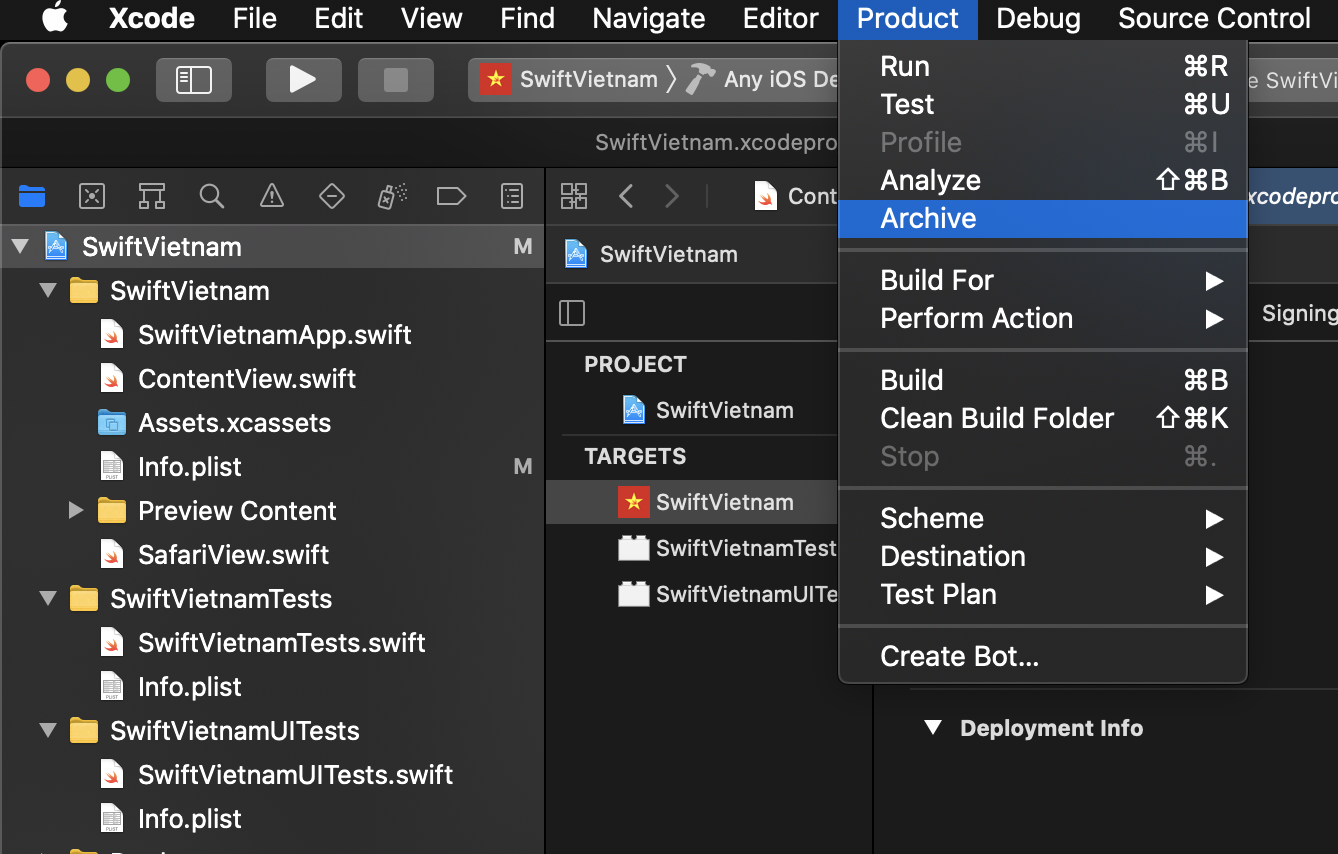 Xcode File Edit View Find Navigate Editor Product Debug Source Control
SwiftVietnam Any iOS De
e SwiftVi
SwiftVietnam.xcodepro
Cont
xcodepro
SwiftVietnam M
SwiftVietnam
SwiftVietnamApp.swift
ContentView.swift
Assets.xcassets
Info.plist M
Preview Content
SafariView.swift
SwiftVietnamTests
SwiftVietnamTests.swift
Info.plist
SwiftVietnamUITests
SwiftVietnamUITests.swift
Info.plist
SwiftVietnam
Signing
PROJECT
SwiftVietnam
TARGETS
SwiftVietnam
SwiftVietnamTest
SwiftVietnamUITe
Run ⌘R
Test ⌘U
Profile ⌘I
Analyze ⇧⌘B
Archive
Build For ▶
Perform Action ▶
Build ⌘B
Clean Build Folder ⇧⌘K
Stop ⌘.
Scheme ▶
Destination ▶
Test Plan ▶
Create Bot...
Deployment Info